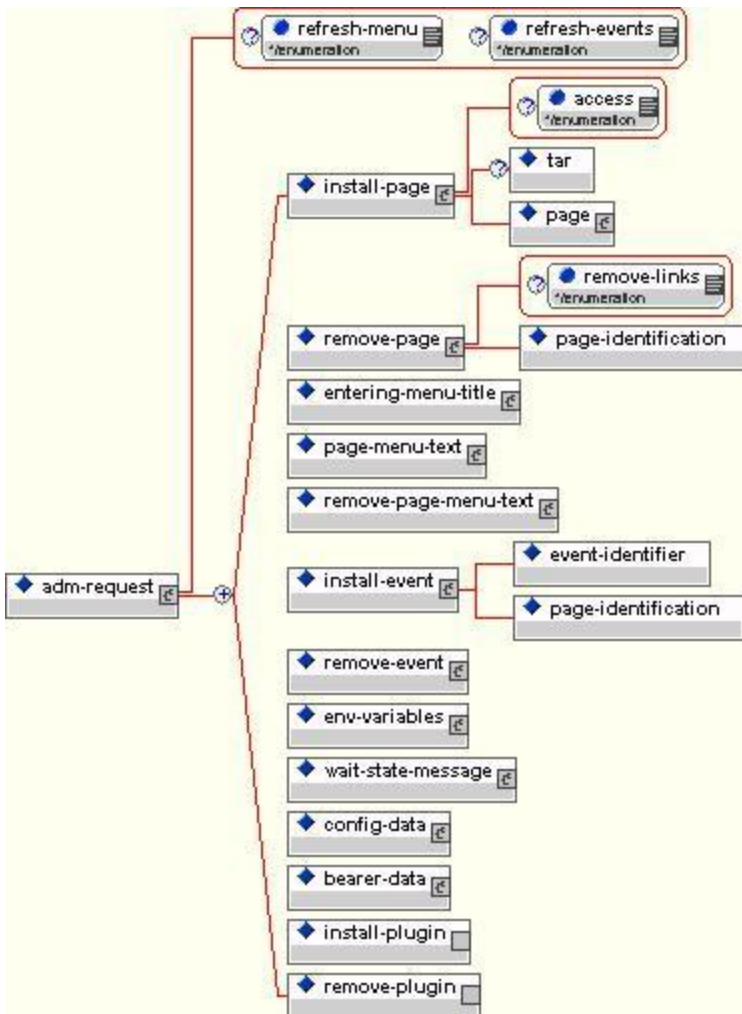 refresh-menu
*/enumeration
refresh-events
*/enumeration
access
*/enumeration
tar
install-page
page
remove-links
*/enumeration
remove-page
page-identification
entering-menu-title
page-menu-text
remove-page-menu-text
event-identifier
adm-request
install-event
page-identification
remove-event
env-variables
wait-state-message
config-data
bearer-data
install-plugin
remove-plugin